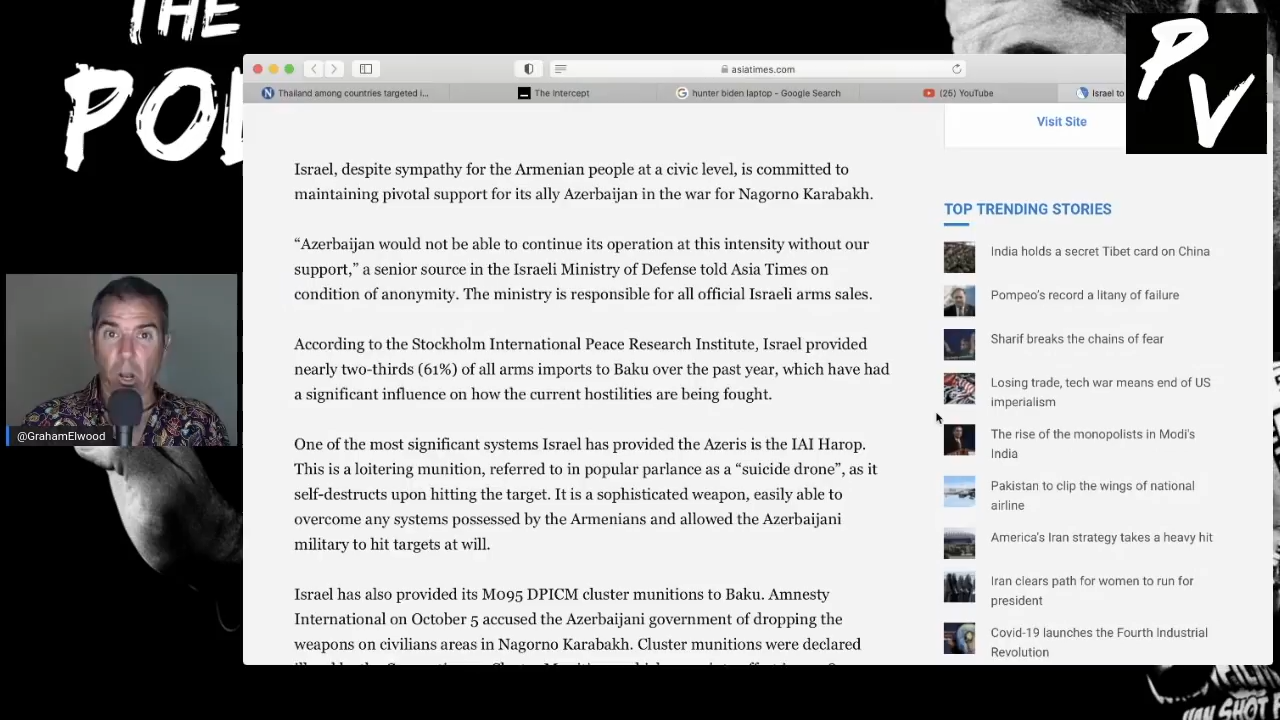 THE
PO
PV
asiatimes.com
Thailand among countries targeted i...
The Intercept
hunter biden laptop - Google Search
(26) YouTube
Israel to
Visit Site
Israel, despite sympathy for the Armenian people at a civic level, is committed to
maintaining pivotal support for its ally Azerbaijan in the war for Nagorno Karabakh.
“Azerbaijan would not be able to continue its operation at this intensity without our
support,” a senior source in the Israeli Ministry of Defense told Asia Times on
condition of anonymity. The ministry is responsible for all official Israeli arms sales.
According to the Stockholm International Peace Research Institute, Israel provided
nearly two-thirds (61%) of all arms imports to Baku over the past year, which have had
a significant influence on how the current hostilities are being fought.
One of the most significant systems Israel has provided the Azeris is the IAI Harop.
This is a loitering munition, referred to in popular parlance as a “suicide drone”, as it
self-destructs upon hitting the target. It is a sophisticated weapon, easily able to
overcome any systems possessed by the Armenians and allowed the Azerbaijani
military to hit targets at will.
Israel has also provided its M095 DPICM cluster munitions to Baku. Amnesty
International on October 5 accused the Azerbaijani government of dropping the
weapons on civilians areas in Nagorno Karabakh. Cluster munitions were declared
TOP TRENDING STORIES
India holds a secret Tibet card on China
Pompeo's record a litany of failure
Sharif breaks the chains of fear
Losing trade, tech war means end of US
imperialism
The rise of the monopolists in Modi's
India
Pakistan to clip the wings of national
airline
America's Iran strategy takes a heavy hit
Iran clears path for women to run for
president
Covid-19 launches the Fourth Industrial
Revolution
@GrahamElwood